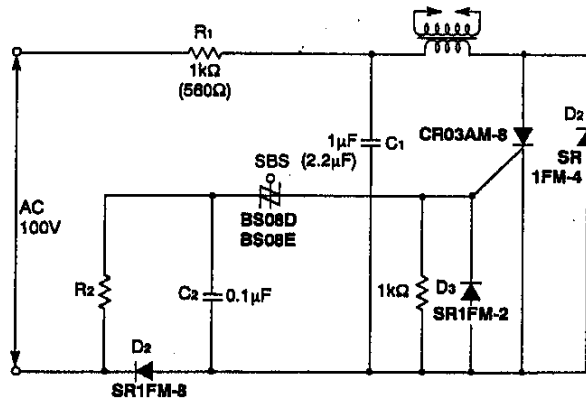 R1
1kΩ
(560Ω)
1μF
(2.2μF)
C1
CR03AM-8
D2
SR
1FM-4
SBS
BS08D
BS08E
AC
100V
R2
C2
0.1μF
1kΩ
D3
SR1FM-2
D2
SR1FM-8